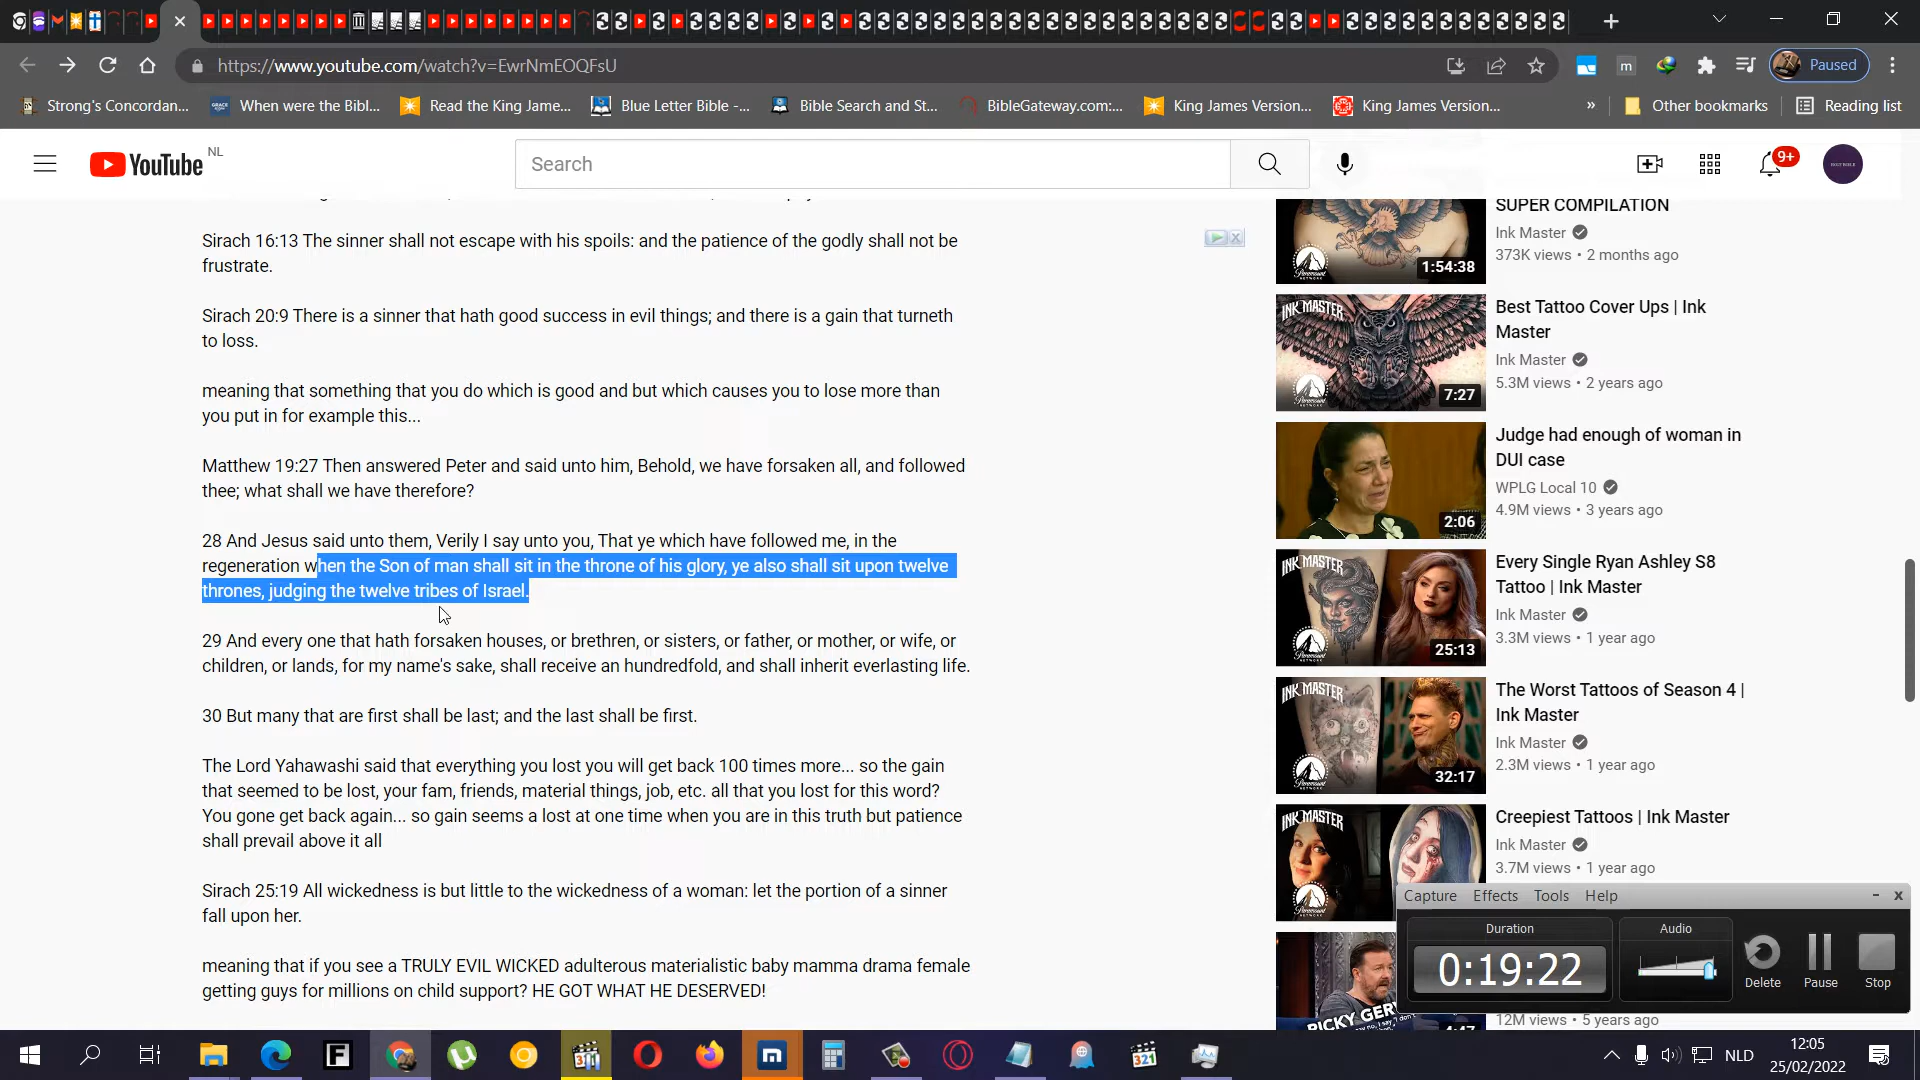 https://www.youtube.com/watch?v=EwrNmEOQFsU
Paused
Strong's Concordan...
When were the Bibl...
Read the King Jame...
Blue Letter Bible -...
Bible Search and St...
BibleGateway.com:...
King James Version...
King James Version...
»
Other bookmarks
Reading list
YouTube NL
Search
9+
Sirach 16:13 The sinner shall not escape with his spoils: and the patience of the godly shall not be
frustrate.
Sirach 20:9 There is a sinner that hath good success in evil things; and there is a gain that turneth
to loss.
meaning that something that you do which is good and but which causes you to lose more than
you put in for example this...
Matthew 19:27 Then answered Peter and said unto him, Behold, we have forsaken all, and followed
thee; what shall we have therefore?
28 And Jesus said unto them, Verily I say unto you, That ye which have followed me, in the
regeneration when the Son of man shall sit in the throne of his glory, ye also shall sit upon twelve
thrones, judging the twelve tribes of Israel.
29 And every one that hath forsaken houses, or brethren, or sisters, or father, or mother, or wife, or
children, or lands, for my name's sake, shall receive an hundredfold, and shall inherit everlasting life.
30 But many that are first shall be last; and the last shall be first.
The Lord Yahawashi said that everything you lost you will get back 100 times more... so the gain
that seemed to be lost, your fam, friends, material things, job, etc. all that you lost for this word?
You gone get back again... so gain seems a lost at one time when you are in this truth but patience
shall prevail above it all
Sirach 25:19 All wickedness is but little to the wickedness of a woman: let the portion of a sinner
fall upon her.
meaning that if you see a TRULY EVIL WICKED adulterous materialistic baby mamma drama female
getting guys for millions on child support? HE GOT WHAT HE DESERVED!
SUPER COMPILATION
Ink Master
373K views • 2 months ago
1:54:38
INK MASTER
Best Tattoo Cover Ups | Ink
Master
Ink Master
5.3M views • 2 years ago
7:27
Judge had enough of woman in
DUI case
WPLG Local 10
4.9M views • 3 years ago
2:06
Every Single Ryan Ashley S8
Tattoo | Ink Master
Ink Master
3.3M views • 1 year ago
25:13
INK MASTER
The Worst Tattoos of Season 4 |
Ink Master
Ink Master
2.3M views • 1 year ago
32:17
INK MASTER
Creepiest Tattoos | Ink Master
Ink Master
3.7M views • 1 year ago
RICKY GER
12M views • 5 years ago
Capture Effects Tools Help
Duration
0:19:22
Audio
Delete
Pause
Stop
NLD
12:05
25/02/2022